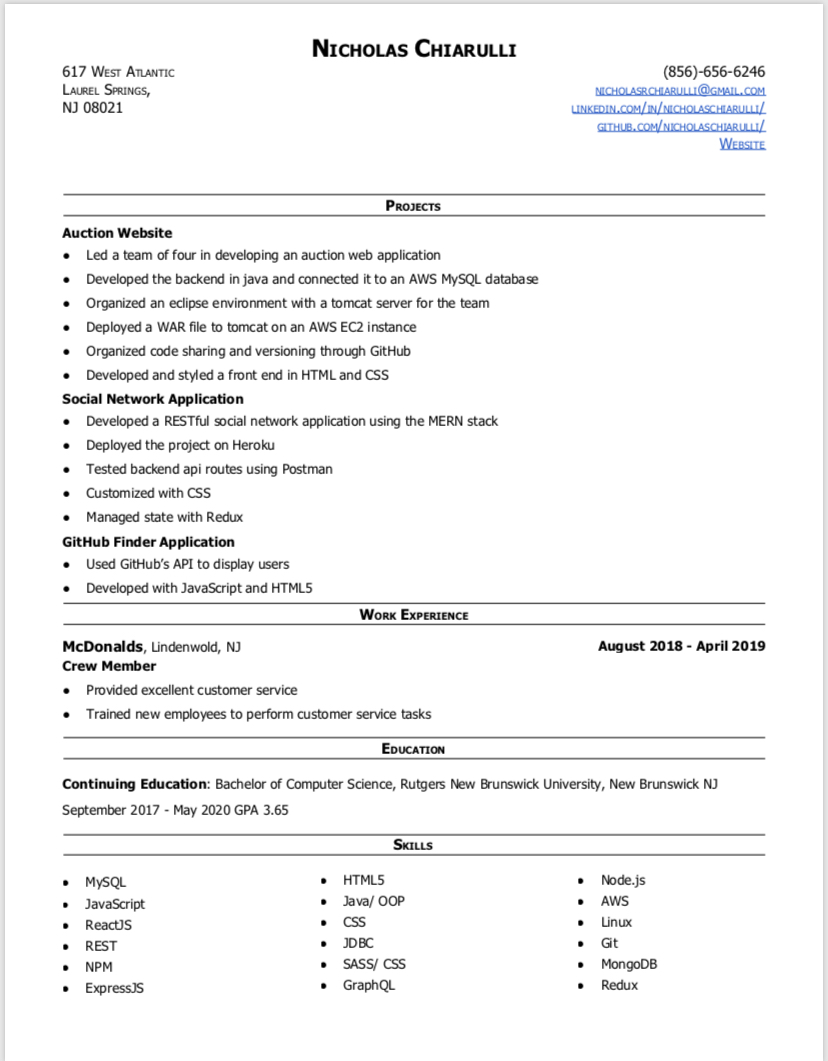 Nicholas Chiarulli
617 West Atlantic
Laurel Springs,
NJ 08021
(856)-656-6246
nicholasrchiarulli@gmail.com
linkedin.com/in/nicholaschiarulli/
github.com/nicholaschiarulli/
Website
Projects
Auction Website
● Led a team of four in developing an auction web application
● Developed the backend in java and connected it to an AWS MySQL database
● Organized an eclipse environment with a tomcat server for the team
● Deployed a WAR file to tomcat on an AWS EC2 instance
● Organized code sharing and versioning through GitHub
● Developed and styled a front end in HTML and CSS
Social Network Application
● Developed a RESTful social network application using the MERN stack
● Deployed the project on Heroku
● Tested backend api routes using Postman
● Customized with CSS
● Managed state with Redux
GitHub Finder Application
● Used GitHub’s API to display users
● Developed with JavaScript and HTML5
Work Experience
McDonalds, Lindenwold, NJ August 2018 - April 2019
Crew Member
● Provided excellent customer service
● Trained new employees to perform customer service tasks
Education
Continuing Education: Bachelor of Computer Science, Rutgers New Brunswick University, New Brunswick NJ
September 2017 - May 2020 GPA 3.65
Skills
● MySQL
● JavaScript
● ReactJS
● REST
● NPM
● ExpressJS
● HTML5
● Java/ OOP
● CSS
● JDBC
● SASS/ CSS
● GraphQL
● Node.js
● AWS
● Linux
● Git
● MongoDB
● Redux